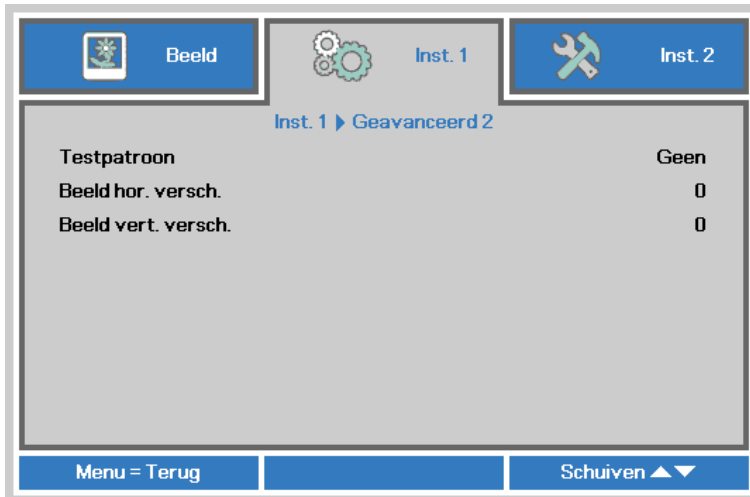 Beeld Inst. 1 Inst. 2
Inst. 1 ▶ Geavanceerd 2
Testpatroon Geen
Beeld hor. versch. 0
Beeld vert. versch. 0
Menu = Terug Schuiven ▲▼